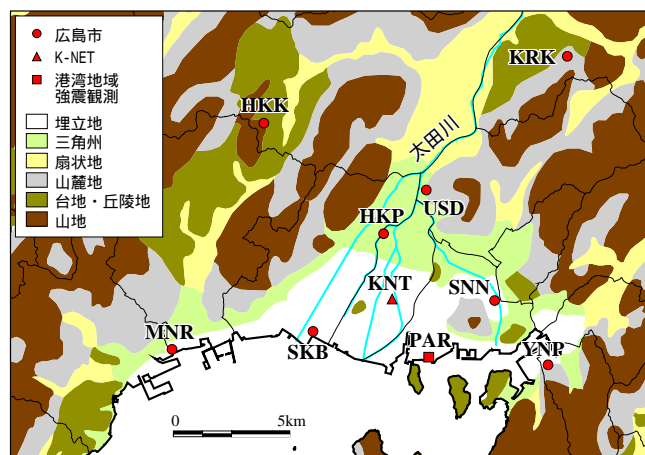 広島市
K-NET
港湾地域
強震観測
埋立地
三角州
扇状地
山麓地
台地・丘陵地
山地
KRK
HKK
太田川
USD
HKP
KNT
SNN
MNR
SKB
PAR
YNP
0 5km